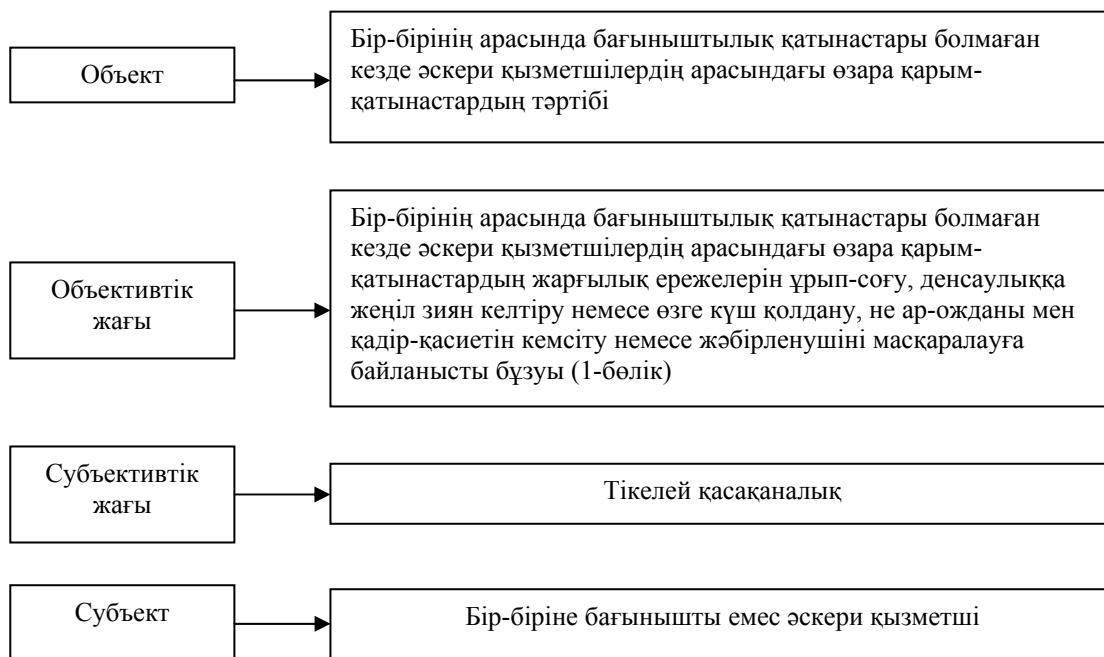 Объект
Бір-бірінің арасында бағыныштылық қатынастары болмаған
кезде әскери қызметшілердің арасындағы өзара қарым-
қатынастардың тәртібі
Объективтік
жағы
Бір-бірінің арасында бағыныштылық қатынастары болмаған
кезде әскери қызметшілердің арасындағы өзара қарым-
қатынастардың жарғылық ережелерін ұрып-соғу, денсаулыққа
жеңіл зиян келтіру немесе өзге күш қолдану, не ар-ожданы мен
қадір-қасиетін кемсіту немесе жәбірленушіні масқаралауға
байланысты бұзуы (1-бөлік)
Субъективтік
жағы
Тікелей қасақаналық
Субъект
Бір-біріне бағынышты емес әскери қызметші